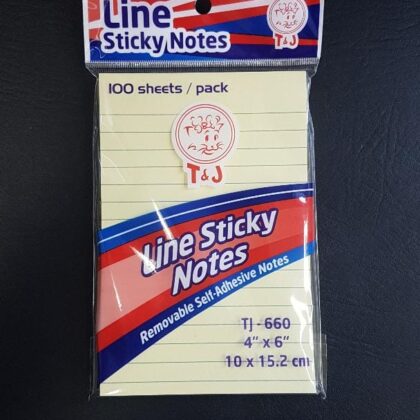 Line
Sticky Notes
T&J
100 sheets / pack
T&J
Line Sticky
Notes
Removable Self-Adhesive Notes
TJ - 660
4" x 6"
10 x 15.2 cm